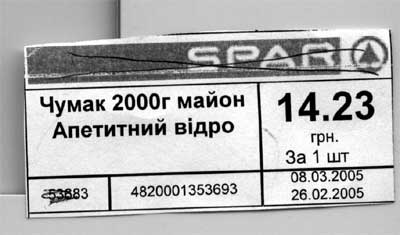 SPAR
Чумак 2000г майон
Апетитний відро
14.23
грн.
За 1 шт
53683
4820001353693
08.03.2005
26.02.2005